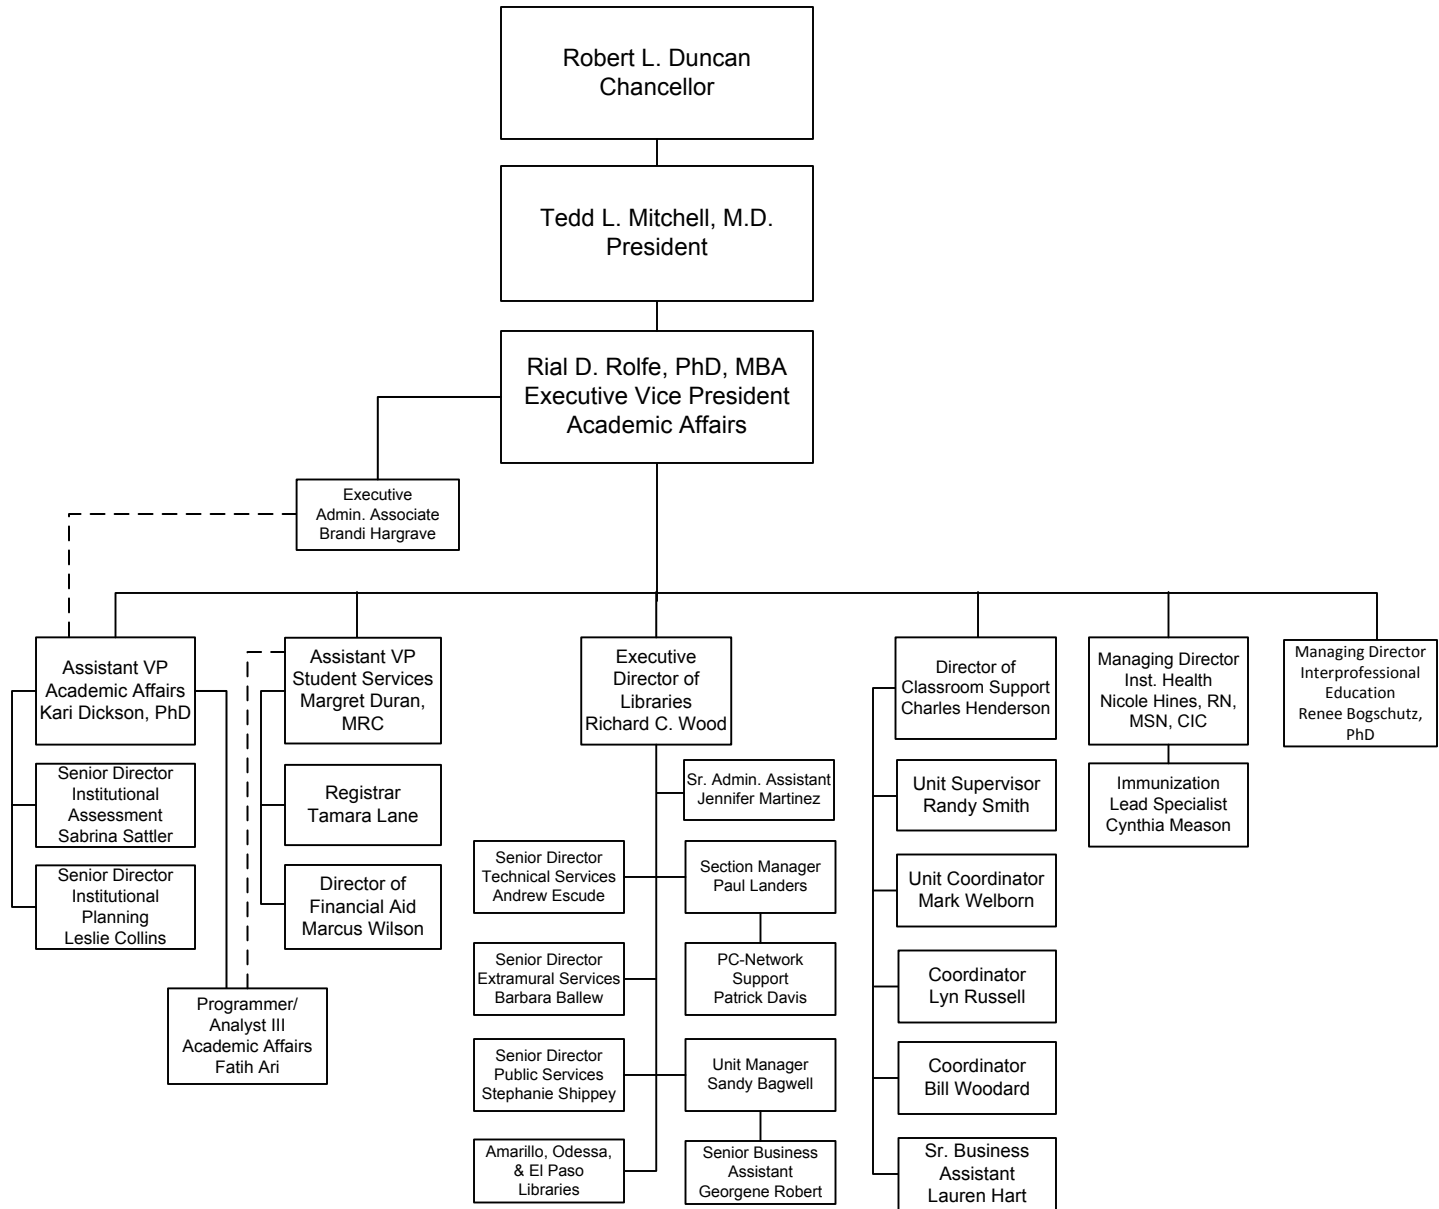 Robert L. Duncan
Chancellor
Tedd L. Mitchell, M.D.
President
Rial D. Rolfe, PhD, MBA
Executive Vice President
Academic Affairs
Executive
Admin. Associate
Brandi Hargrave
Assistant VP
Academic Affairs
Kari Dickson, PhD
Senior Director
Institutional
Assessment
Sabrina Sattler
Senior Director
Institutional
Planning
Leslie Collins
Programmer/
Analyst III
Academic Affairs
Fatih Ari
Assistant VP
Student Services
Margret Duran,
MRC
Registrar
Tamara Lane
Director of
Financial Aid
Marcus Wilson
Executive
Director of
Libraries
Richard C. Wood
Sr. Admin. Assistant
Jennifer Martinez
Senior Director
Technical Services
Andrew Escude
Section Manager
Paul Landers
Senior Director
Extramural Services
Barbara Ballew
PC-Network
Support
Patrick Davis
Senior Director
Public Services
Stephanie Shippey
Unit Manager
Sandy Bagwell
Amarillo, Odessa,
& El Paso
Libraries
Senior Business
Assistant
Georgene Robert
Director of
Classroom Support
Charles Henderson
Unit Supervisor
Randy Smith
Unit Coordinator
Mark Welborn
Coordinator
Lyn Russell
Coordinator
Bill Woodard
Sr. Business
Assistant
Lauren Hart
Managing Director
Inst. Health
Nicole Hines, RN,
MSN, CIC
Immunization
Lead Specialist
Cynthia Meason
Managing Director
Interprofessional
Education
Renee Bogschutz,
PhD